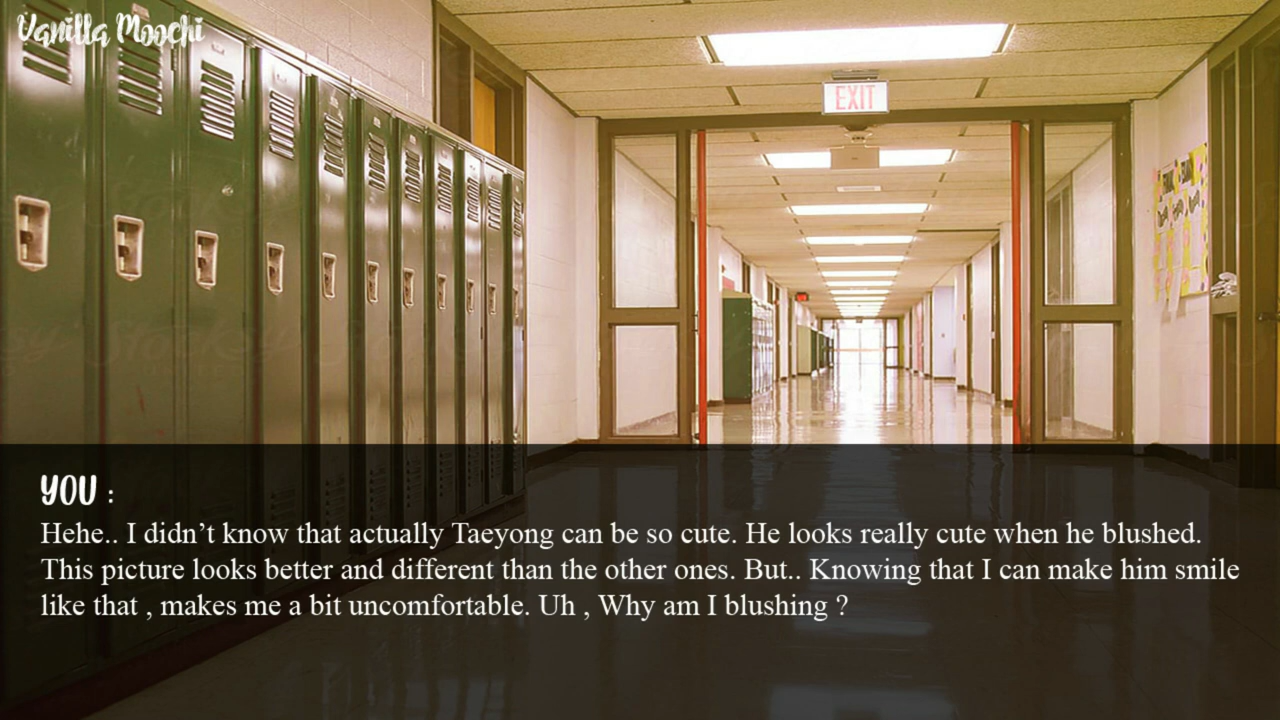 Vanilla Moochi
EXIT
YOU :
Hehe.. I didn’t know that actually Taeyong can be so cute. He looks really cute when he blushed.
This picture looks better and different than the other ones. But.. Knowing that I can make him smile
like that , makes me a bit uncomfortable. Uh , Why am I blushing ?